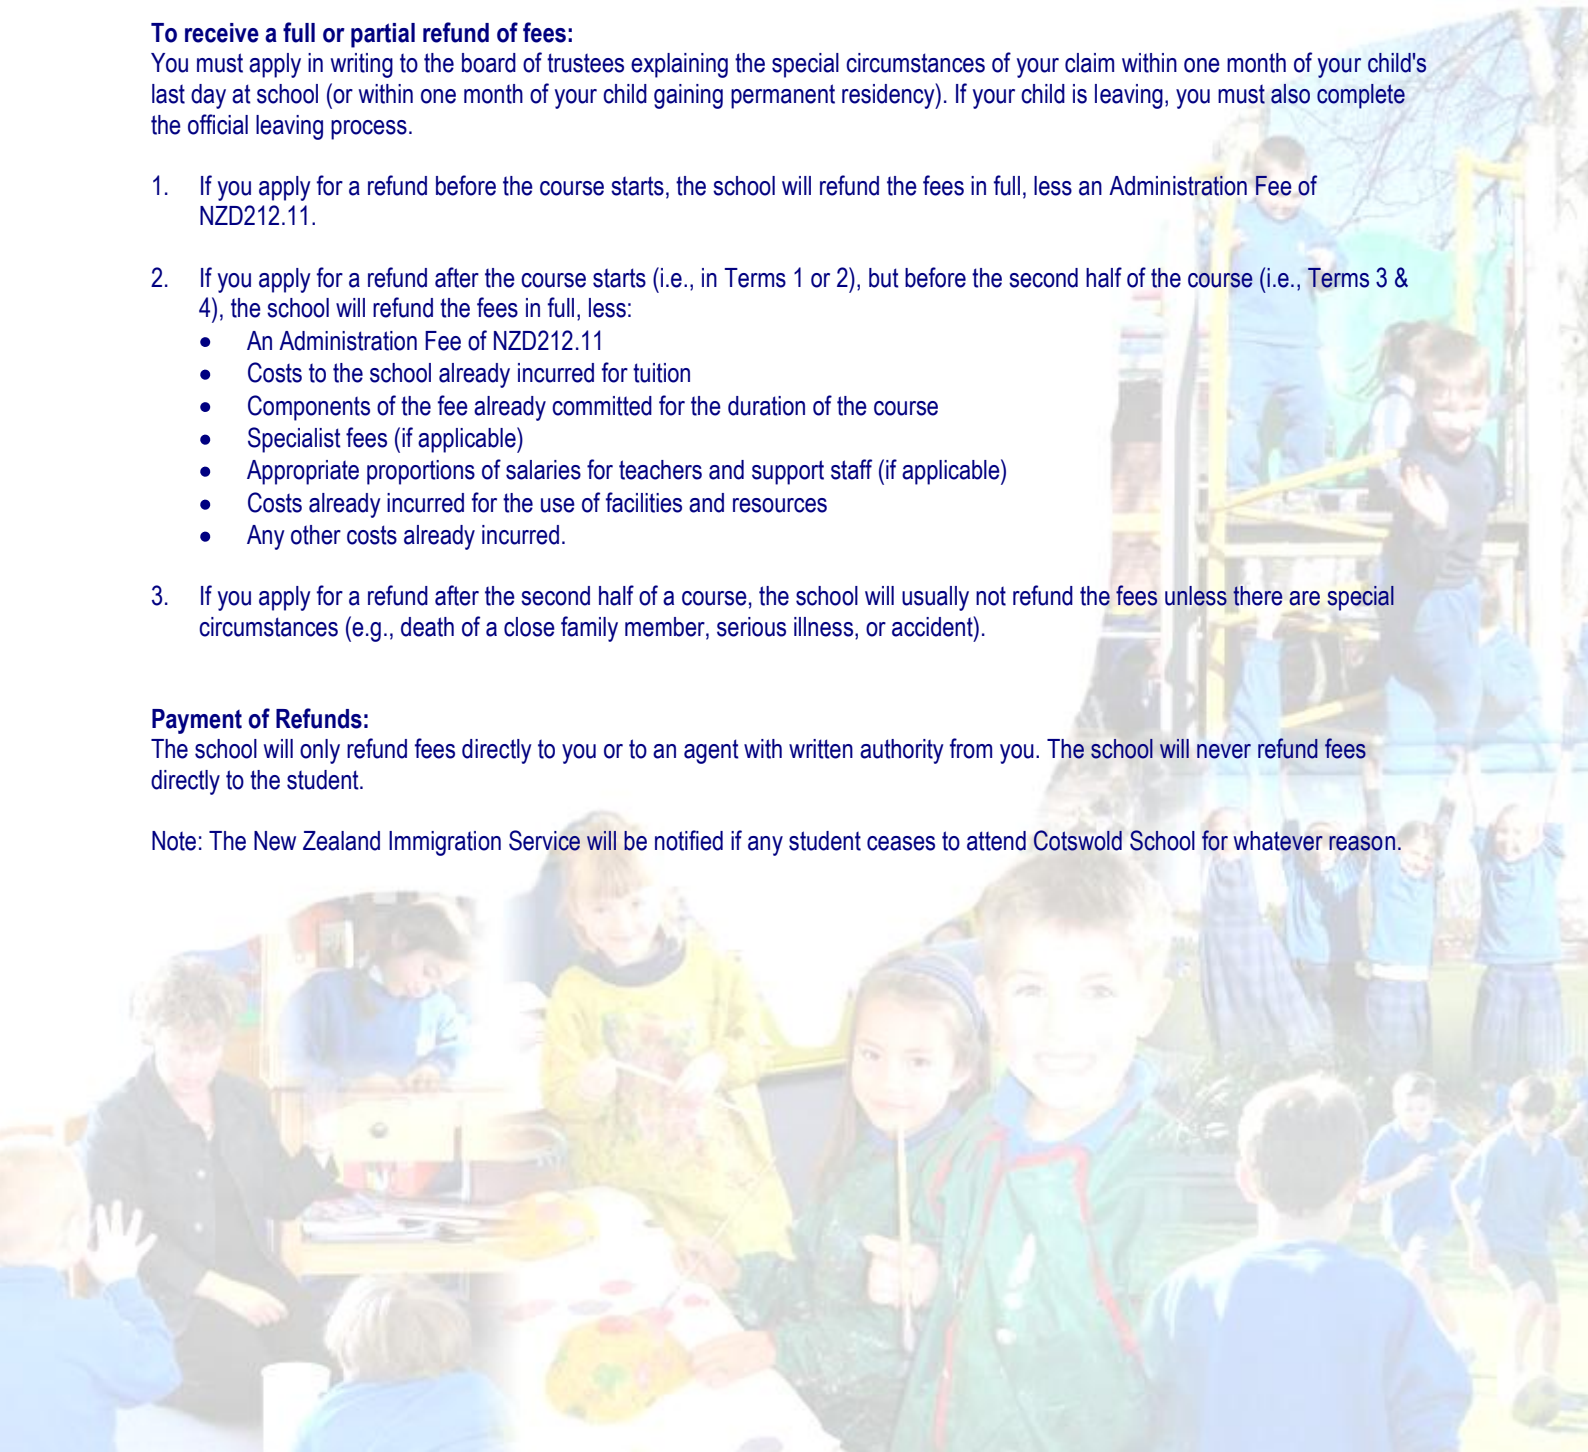 To receive a full or partial refund of fees:
You must apply in writing to the board of trustees explaining the special circumstances of your claim within one month of your child's
last day at school (or within one month of your child gaining permanent residency). If your child is leaving, you must also complete
the official leaving process.
1. If you apply for a refund before the course starts, the school will refund the fees in full, less an Administration Fee of
NZD212.11.
2. If you apply for a refund after the course starts (i.e., in Terms 1 or 2), but before the second half of the course (i.e., Terms 3 &
4), the school will refund the fees in full, less:
• An Administration Fee of NZD212.11
• Costs to the school already incurred for tuition
• Components of the fee already committed for the duration of the course
• Specialist fees (if applicable)
• Appropriate proportions of salaries for teachers and support staff (if applicable)
• Costs already incurred for the use of facilities and resources
• Any other costs already incurred.
3. If you apply for a refund after the second half of a course, the school will usually not refund the fees unless there are special
circumstances (e.g., death of a close family member, serious illness, or accident).
Payment of Refunds:
The school will only refund fees directly to you or to an agent with written authority from you. The school will never refund fees
directly to the student.
Note: The New Zealand Immigration Service will be notified if any student ceases to attend Cotswold School for whatever reason.